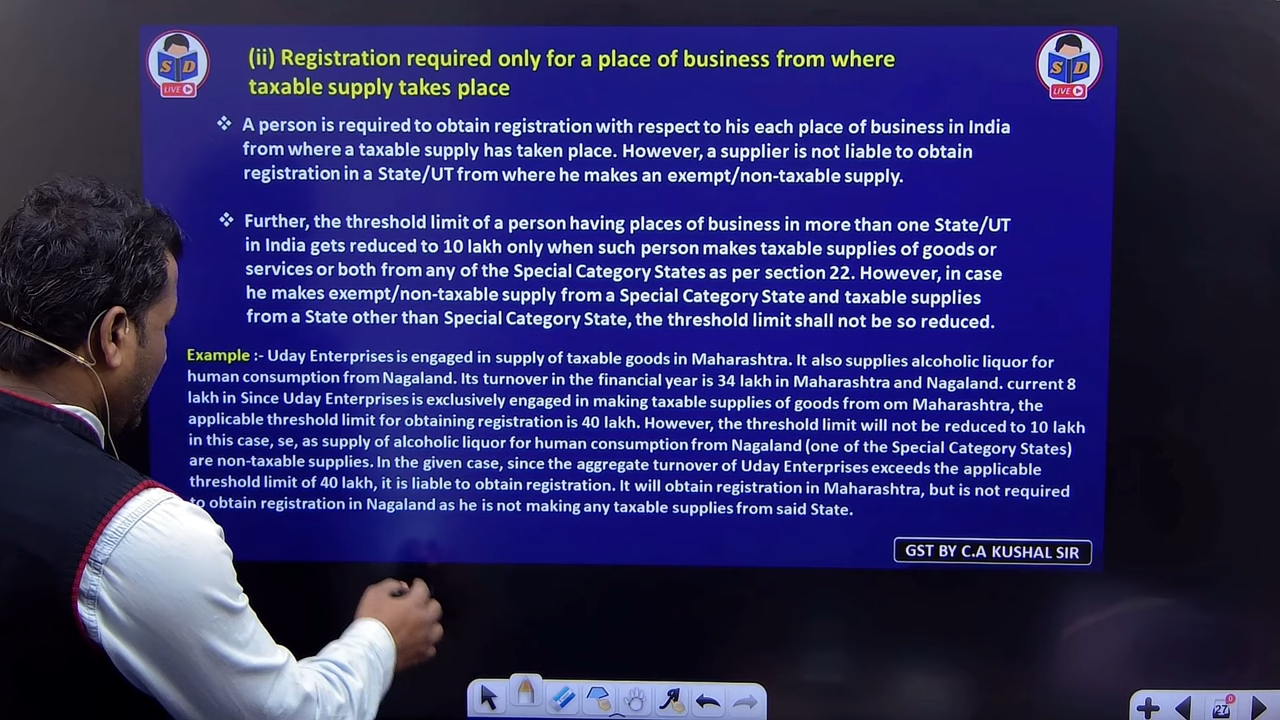 S D
LIVE
S D
LIVE
(ii) Registration required only for a place of business from where
taxable supply takes place
❖ A person is required to obtain registration with respect to his each place of business in India
from where a taxable supply has taken place. However, a supplier is not liable to obtain
registration in a State/UT from where he makes an exempt/non-taxable supply.
❖ Further, the threshold limit of a person having places of business in more than one State/UT
in India gets reduced to 10 lakh only when such person makes taxable supplies of goods or
services or both from any of the Special Category States as per section 22. However, in case
he makes exempt/non-taxable supply from a Special Category State and taxable supplies
from a State other than Special Category State, the threshold limit shall not be so reduced.
Example :- Uday Enterprises is engaged in supply of taxable goods in Maharashtra. It also supplies alcoholic liquor for
human consumption from Nagaland. Its turnover in the financial year is 34 lakh in Maharashtra and Nagaland. current 8
lakh in Since Uday Enterprises is exclusively engaged in making taxable supplies of goods from om Maharashtra, the
applicable threshold limit for obtaining registration is 40 lakh. However, the threshold limit will not be reduced to 10 lakh
in this case, se, as supply of alcoholic liquor for human consumption from Nagaland (one of the Special Category States)
are non-taxable supplies. In the given case, since the aggregate turnover of Uday Enterprises exceeds the applicable
threshold limit of 40 lakh, it is liable to obtain registration. It will obtain registration in Maharashtra, but is not required
to obtain registration in Nagaland as he is not making any taxable supplies from said State.
GST BY C.A KUSHAL SIR
27